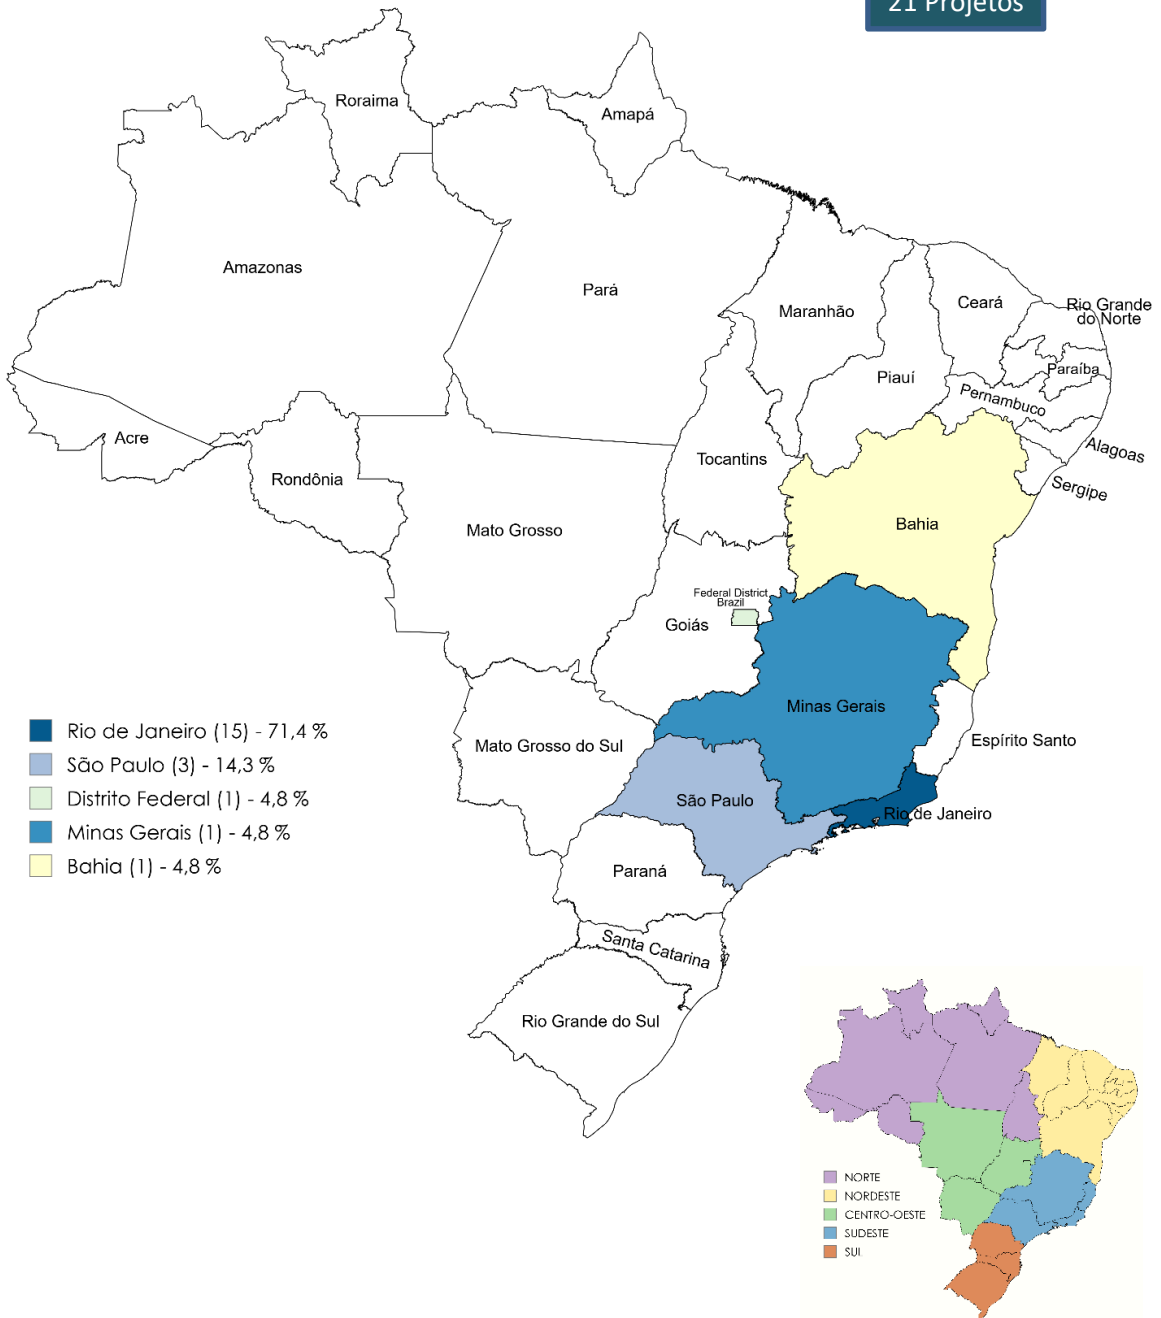 21 Projetos
Roraima
Amapá
Amazonas
Pará
Maranhão
Ceará
Rio Grande
do Norte
Paraíba
Piauí
Pernambuco
Acre
Alagoas
Tocantins
Rondônia
Sergipe
Bahia
Mato Grosso
Federal District
Brazil
Goiás
Minas Gerais
Espírito Santo
Mato Grosso do Sul
São Paulo
Rio de Janeiro
Paraná
Santa Catarina
Rio Grande do Sul
Rio de Janeiro (15) - 71,4 %
São Paulo (3) - 14,3 %
Distrito Federal (1) - 4,8 %
Minas Gerais (1) - 4,8 %
Bahia (1) - 4,8 %
NORTE
NORDESTE
CENTRO-OESTE
SUDESTE
SUL